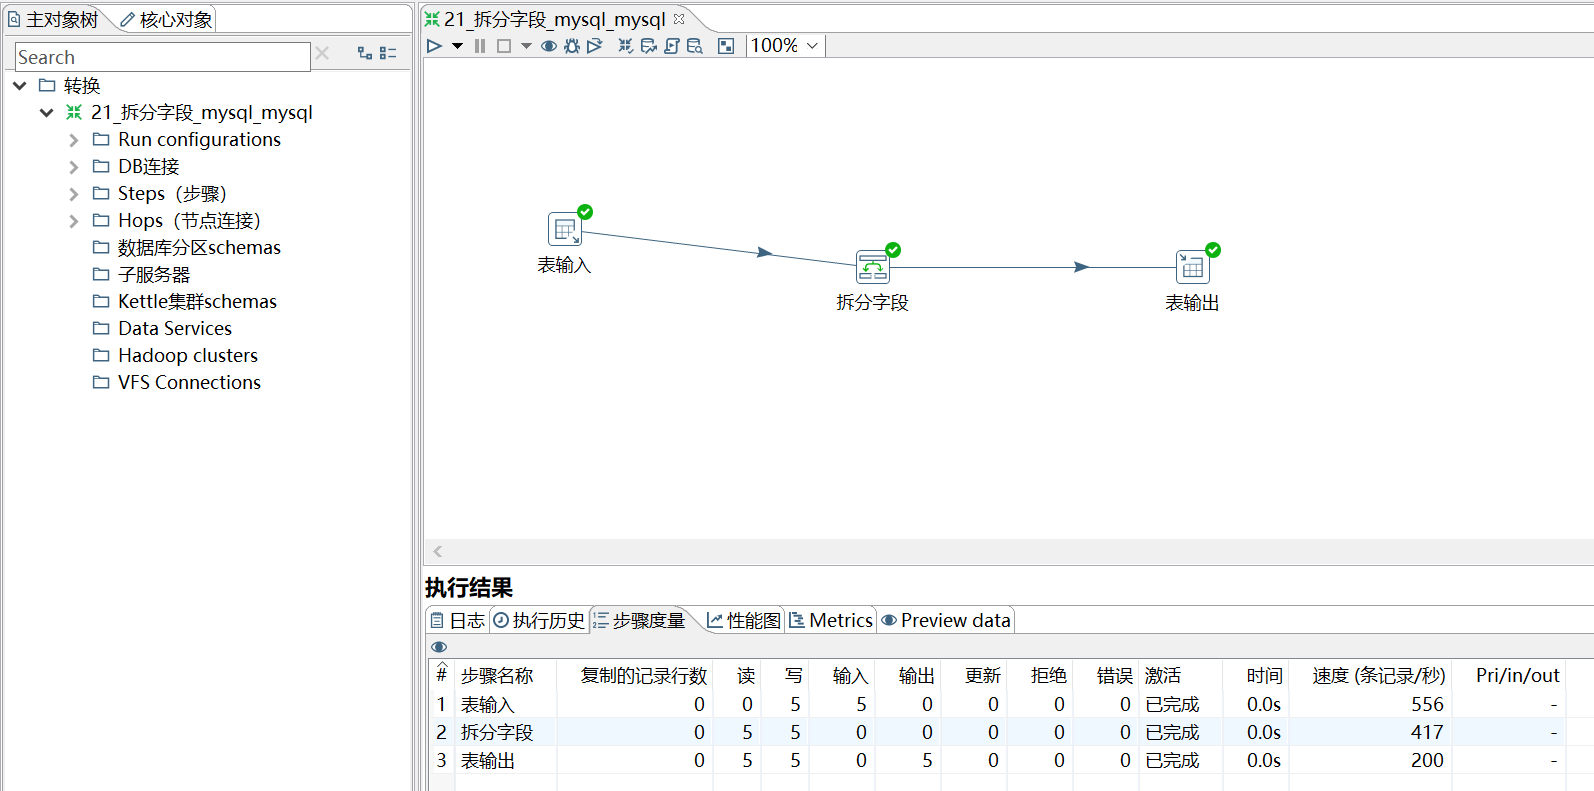 主对象树 核心对象
Search
转换
21_拆分字段_mysql_mysql
Run configurations
DB连接
Steps（步骤）
Hops（节点连接）
数据库分区schemas
子服务器
Kettle集群schemas
Data Services
Hadoop clusters
VFS Connections
21_拆分字段_mysql_mysql
100%
表输入
拆分字段
表输出
执行结果
日志 执行历史 步骤度量 性能图 Metrics Preview data
# 步骤名称 复制的记录行数 读 写 输入 输出 更新 拒绝 错误 激活 时间 速度 (条记录/秒) Pri/in/out
1 表输入 0 0 5 5 0 0 0 0 已完成 0.0s 556 -
2 拆分字段 0 5 5 0 0 0 0 0 已完成 0.0s 417 -
3 表输出 0 5 5 0 5 0 0 0 已完成 0.0s 200 -